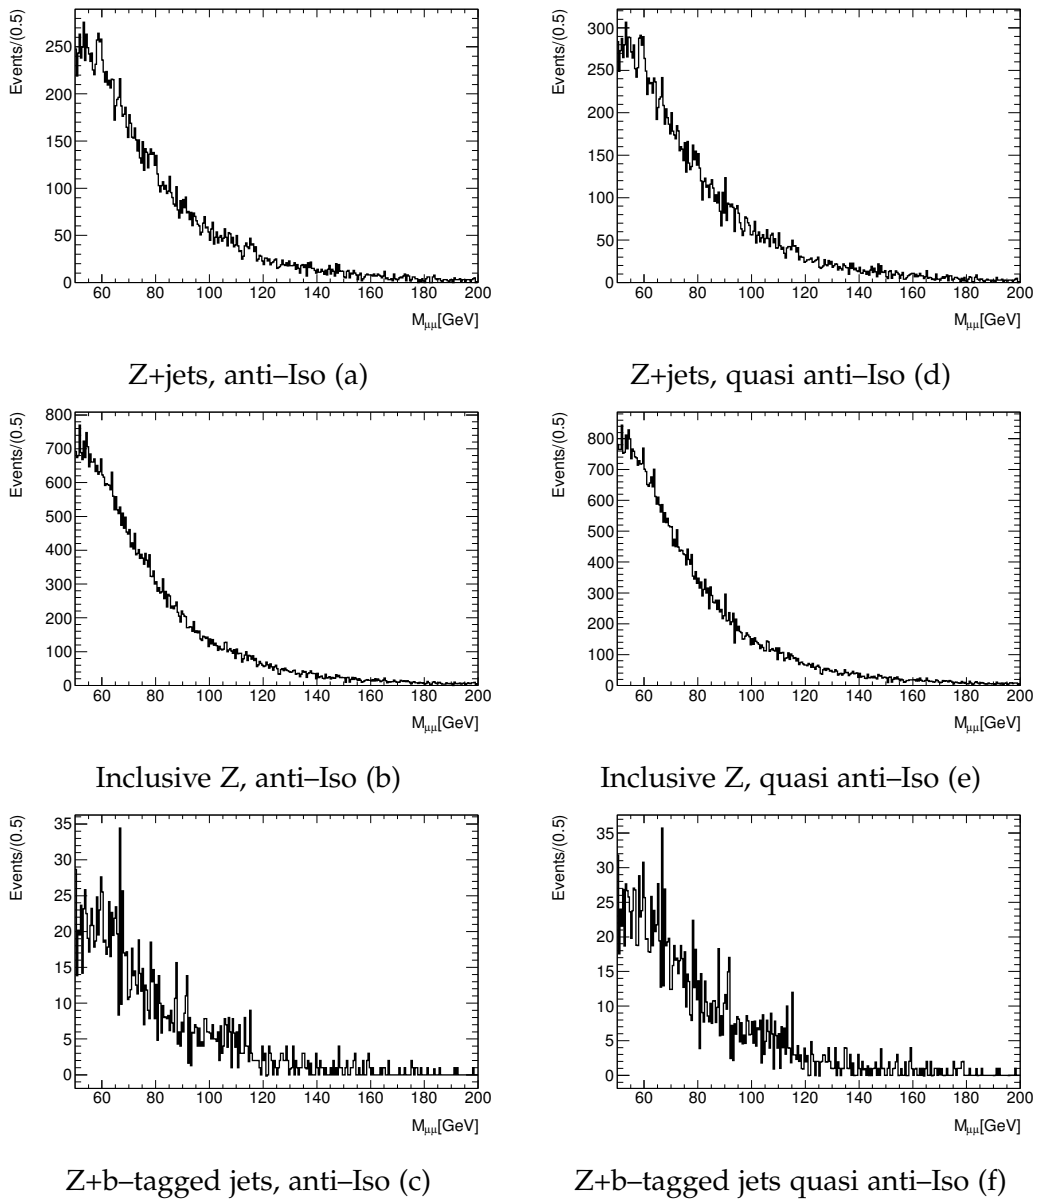 Events/(0.5)
250
200
150
100
50
0
60 80 100 120 140 160 180 200
M_μμ[GeV]
Z+jets, anti–Iso (a)
Events/(0.5)
300
250
200
150
100
50
0
60 80 100 120 140 160 180 200
M_μμ[GeV]
Z+jets, quasi anti–Iso (d)
Events/(0.5)
800
700
600
500
400
300
200
100
0
60 80 100 120 140 160 180 200
M_μμ[GeV]
Inclusive Z, anti–Iso (b)
Events/(0.5)
800
700
600
500
400
300
200
100
0
60 80 100 120 140 160 180 200
M_μμ[GeV]
Inclusive Z, quasi anti–Iso (e)
Events/(0.5)
35
30
25
20
15
10
5
0
60 80 100 120 140 160 180 200
M_μμ[GeV]
Z+b–tagged jets, anti–Iso (c)
Events/(0.5)
35
30
25
20
15
10
5
0
60 80 100 120 140 160 180 200
M_μμ[GeV]
Z+b–tagged jets quasi anti–Iso (f)